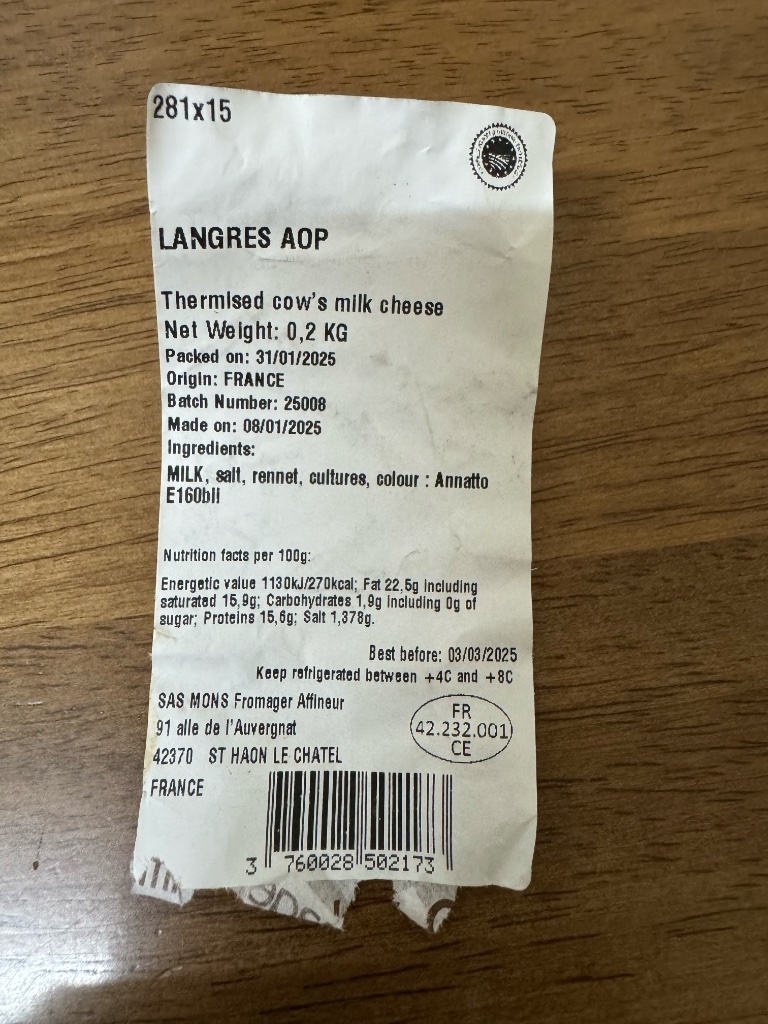 281x15
LANGRES AOP
Thermised cow's milk cheese
Net Weight: 0,2 KG
Packed on: 31/01/2025
Origin: FRANCE
Batch Number: 25008
Made on: 08/01/2025
Ingredients:
MILK, salt, rennet, cultures, colour : Annatto
E160bII
Nutrition facts per 100g:
Energetic value 1130kJ/270kcal; Fat 22,5g including
saturated 15,9g; Carbohydrates 1,9g including 0g of
sugar; Proteins 15,6g; Salt 1,378g.
Best before: 03/03/2025
Keep refrigerated between +4C and +8C
SAS MONS Fromager Affineur
91 alle de l'Auvergnat
42370 ST HAON LE CHATEL
FRANCE
FR
42.232.001
CE
3 760028 502173